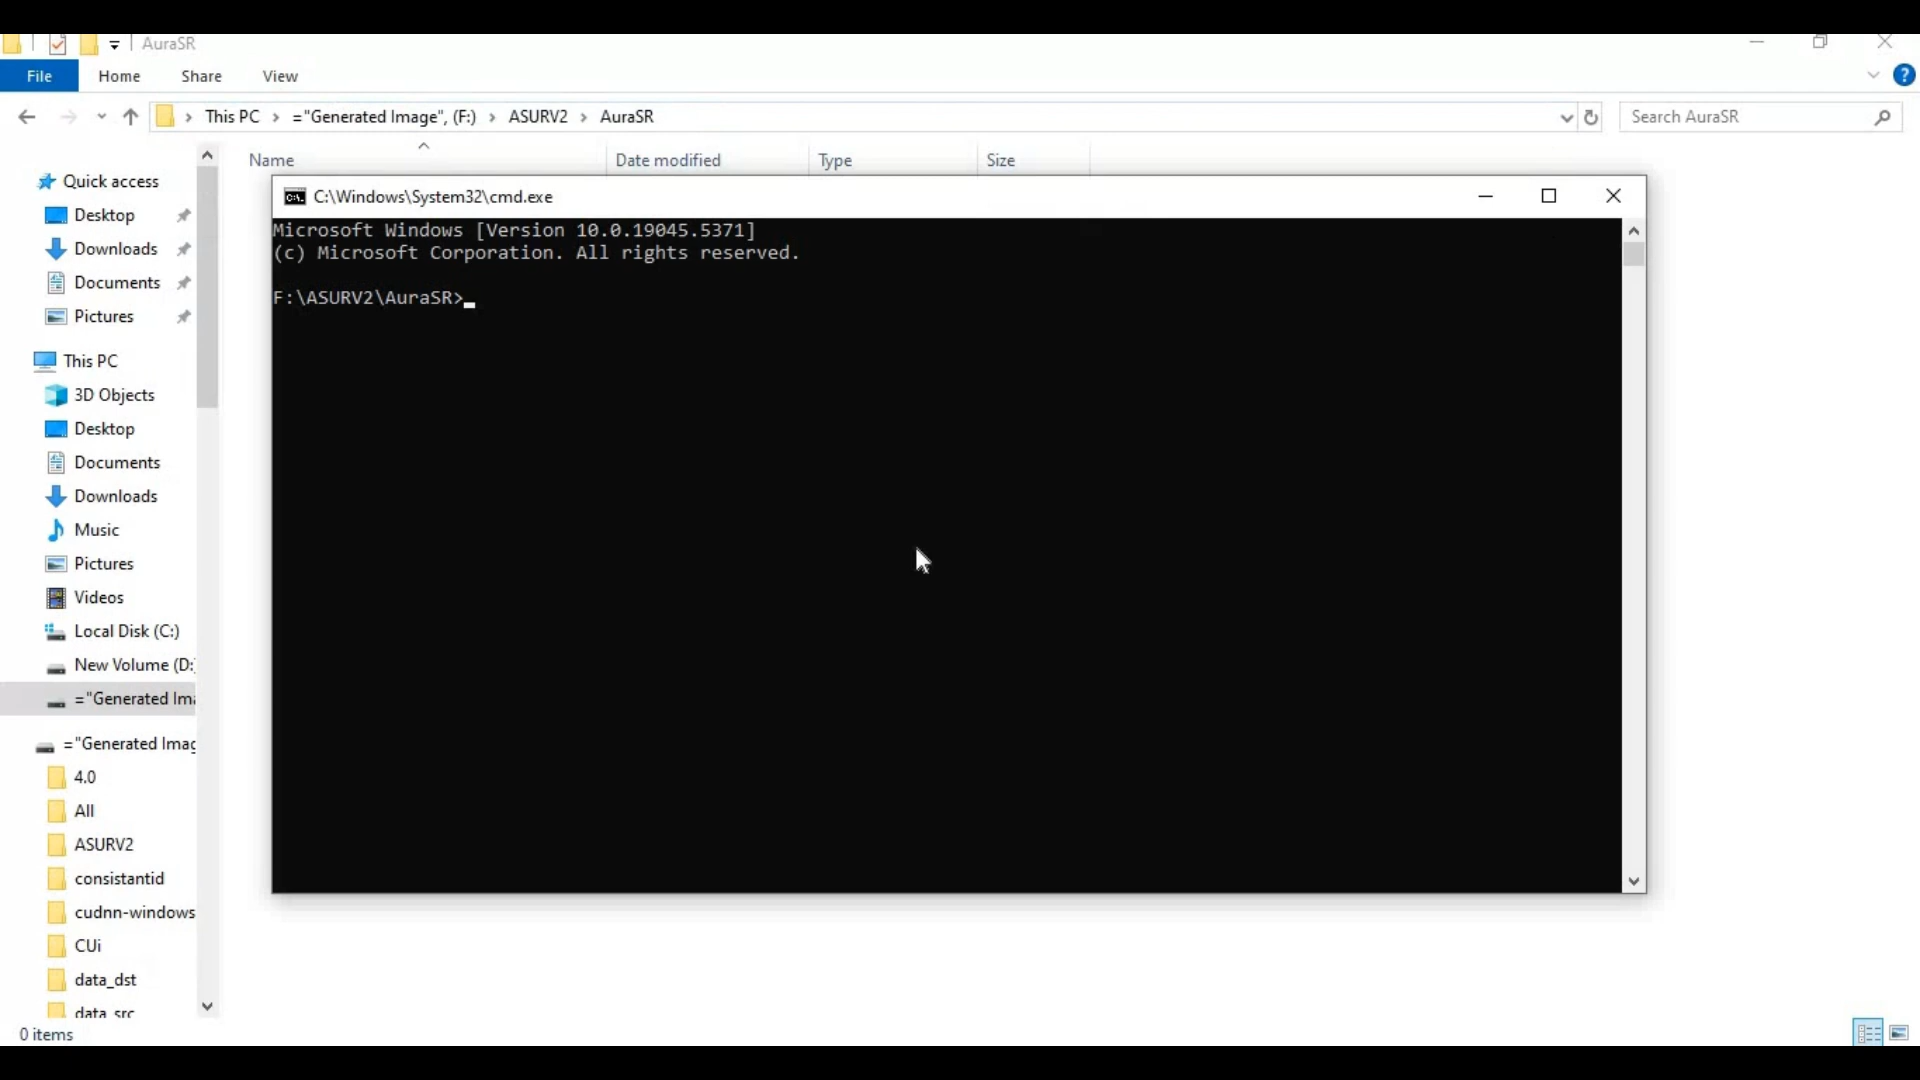 AuraSR
File Home Share View
This PC > ="Generated Image", (F:) > ASURV2 > AuraSR
Search AuraSR
Name Date modified Type Size
Quick access
Desktop
Downloads
Documents
Pictures
This PC
3D Objects
Desktop
Documents
Downloads
Music
Pictures
Videos
Local Disk (C:)
New Volume (D:)
="Generated Ima
="Generated Imag
4.0
All
ASURV2
consistantid
cudnn-windows
CUi
data_dst
data_src
0 items
C:\Windows\System32\cmd.exe
Microsoft Windows [Version 10.0.19045.5371]
(c) Microsoft Corporation. All rights reserved.
F:\ASURV2\AuraSR>